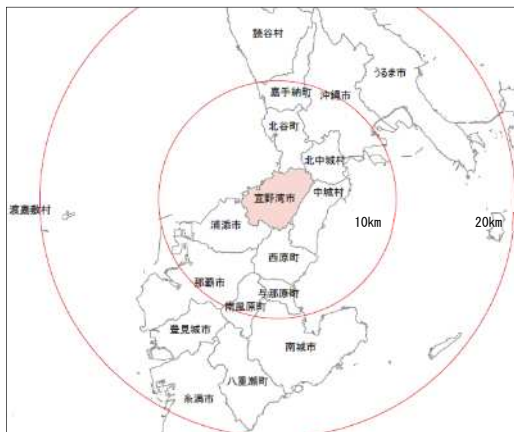 読谷村
うるま市
嘉手納町
沖縄市
北谷町
北中城村
宜野湾市
中城村
渡嘉敷村
浦添市
10km
20km
西原町
那覇市
与那原町
南風原町
豊見城市
南城市
八重瀬町
糸満市